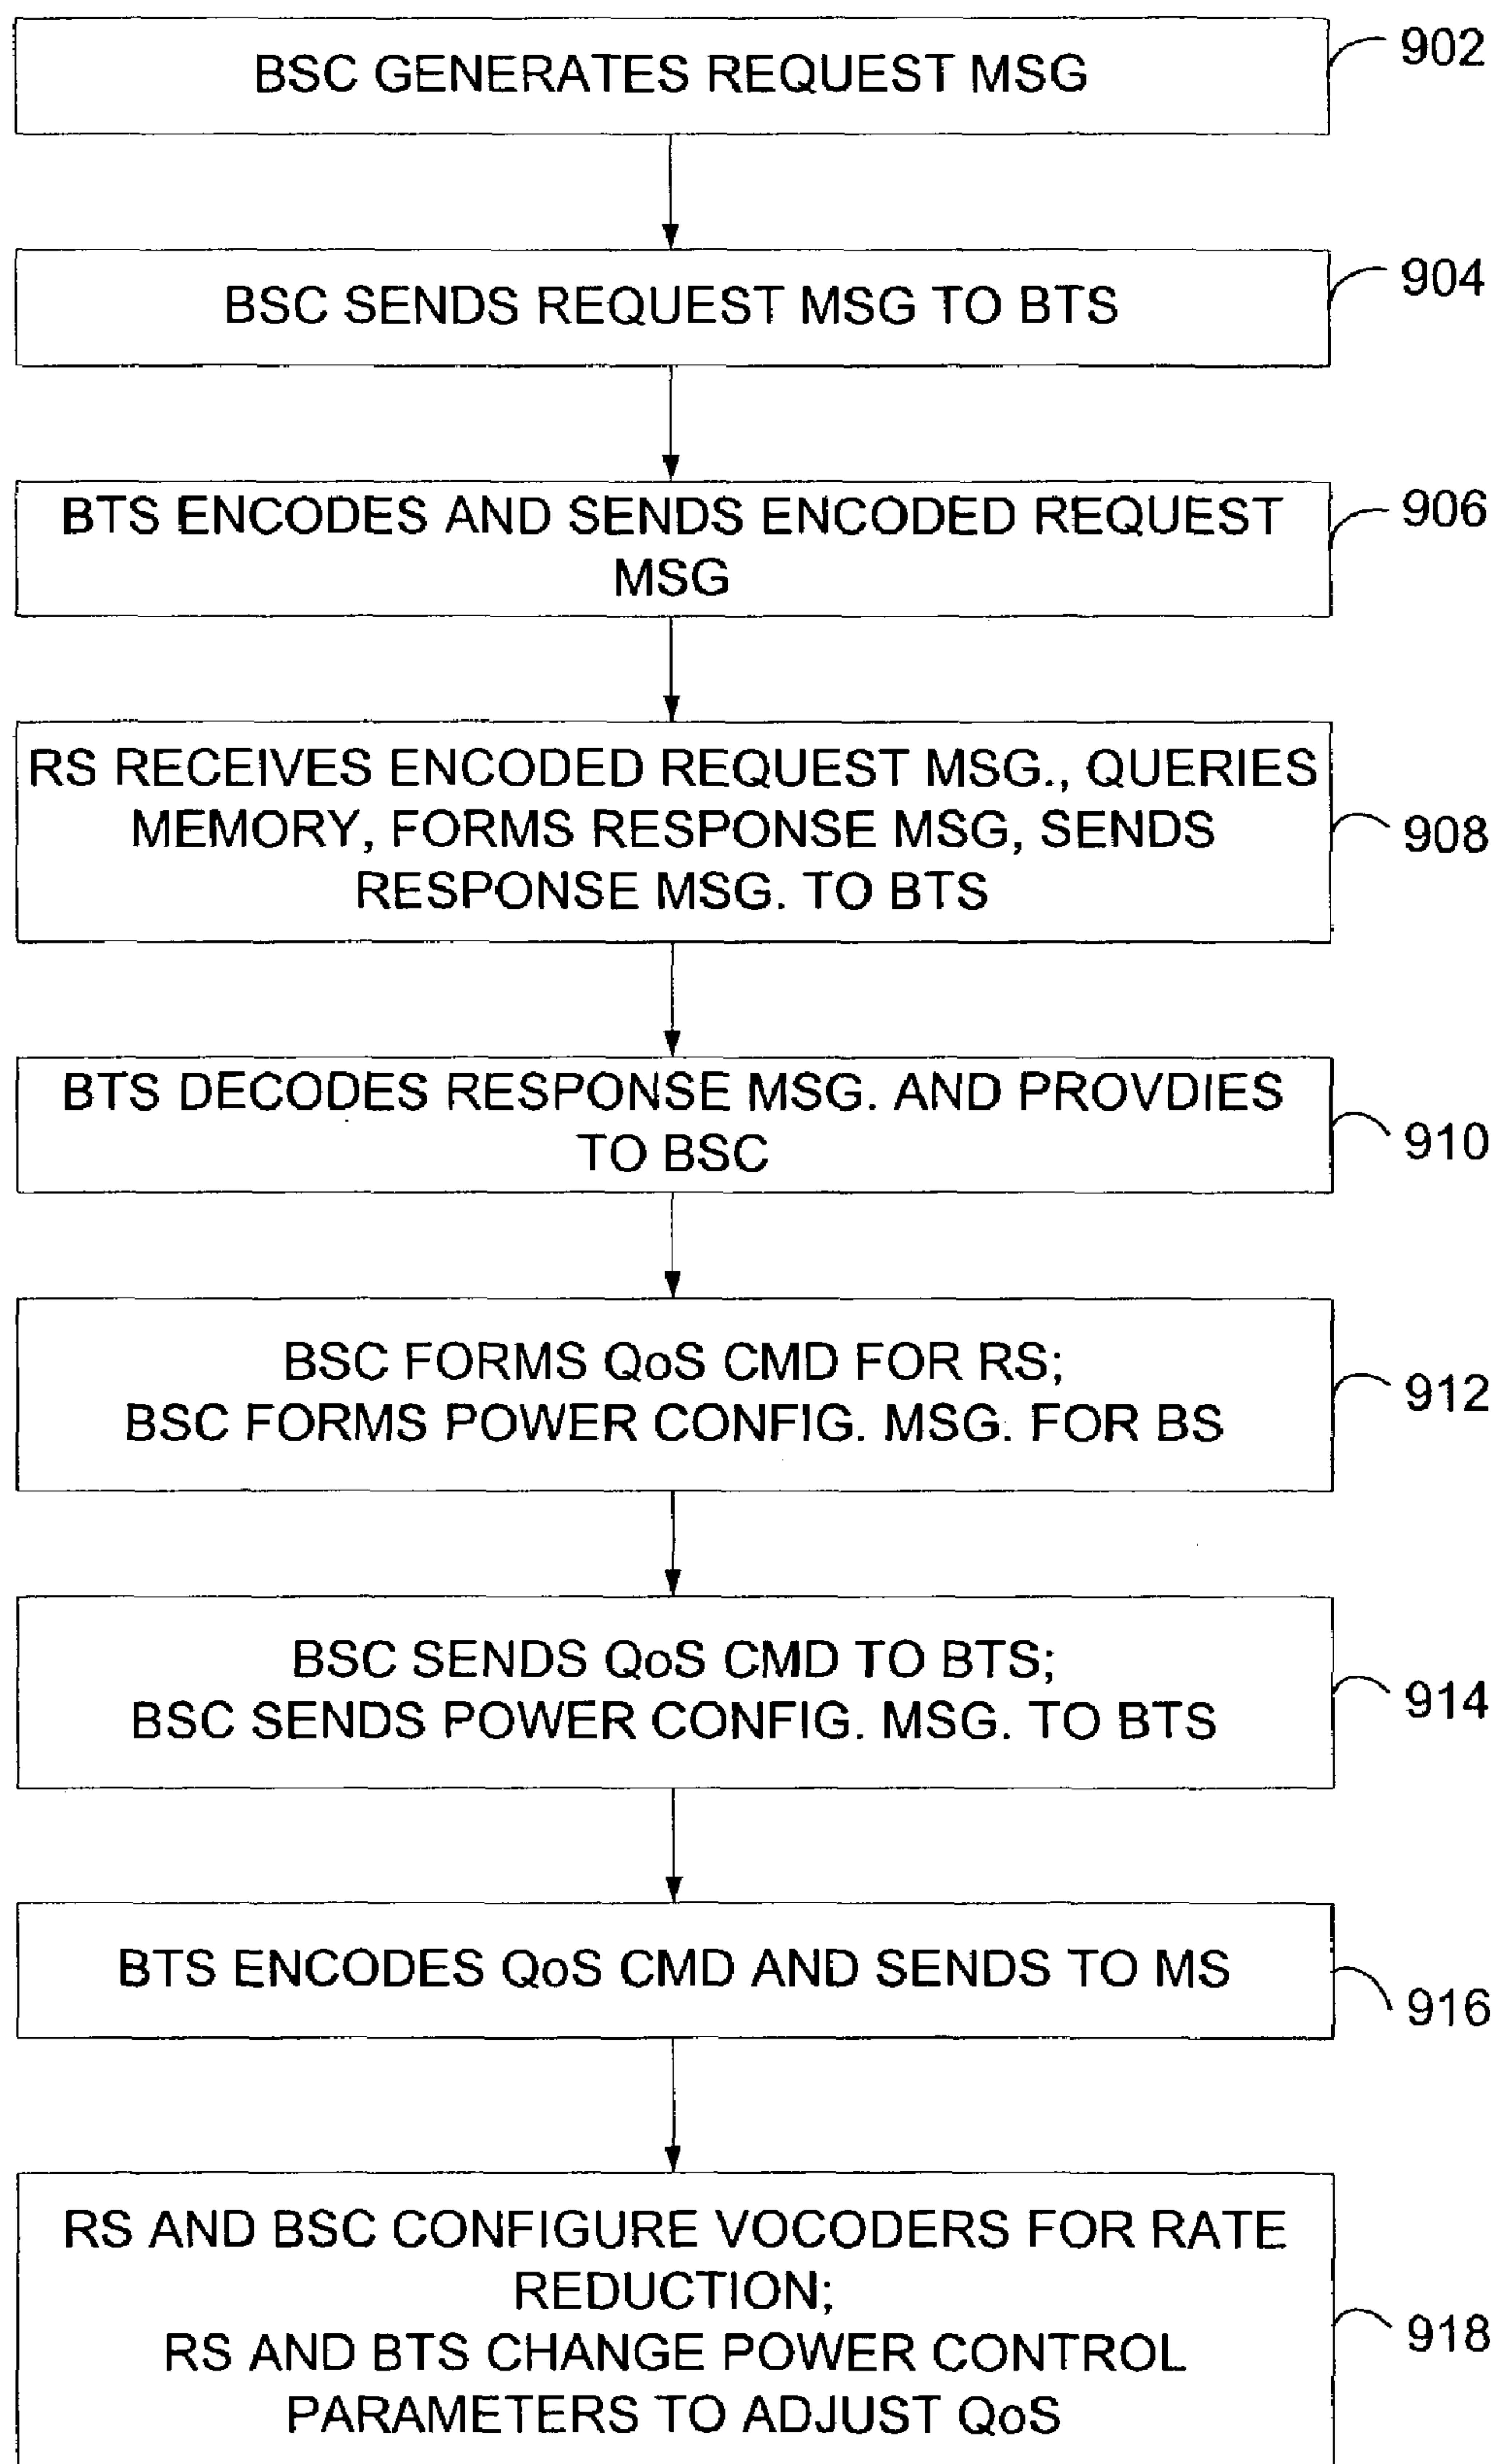 BSC GENERATES REQUEST MSG
902
BSC SENDS REQUEST MSG TO BTS
904
BTS ENCODES AND SENDS ENCODED REQUEST
MSG
906
RS RECEIVES ENCODED REQUEST MSG., QUERIES
MEMORY, FORMS RESPONSE MSG, SENDS
RESPONSE MSG. TO BTS
908
BTS DECODES RESPONSE MSG. AND PROVDIES
TO BSC
910
BSC FORMS QoS CMD FOR RS;
BSC FORMS POWER CONFIG. MSG. FOR BS
912
BSC SENDS QoS CMD TO BTS;
BSC SENDS POWER CONFIG. MSG. TO BTS
914
BTS ENCODES QoS CMD AND SENDS TO MS
916
RS AND BSC CONFIGURE VOCODERS FOR RATE
REDUCTION;
RS AND BTS CHANGE POWER CONTROL
PARAMETERS TO ADJUST QoS
918